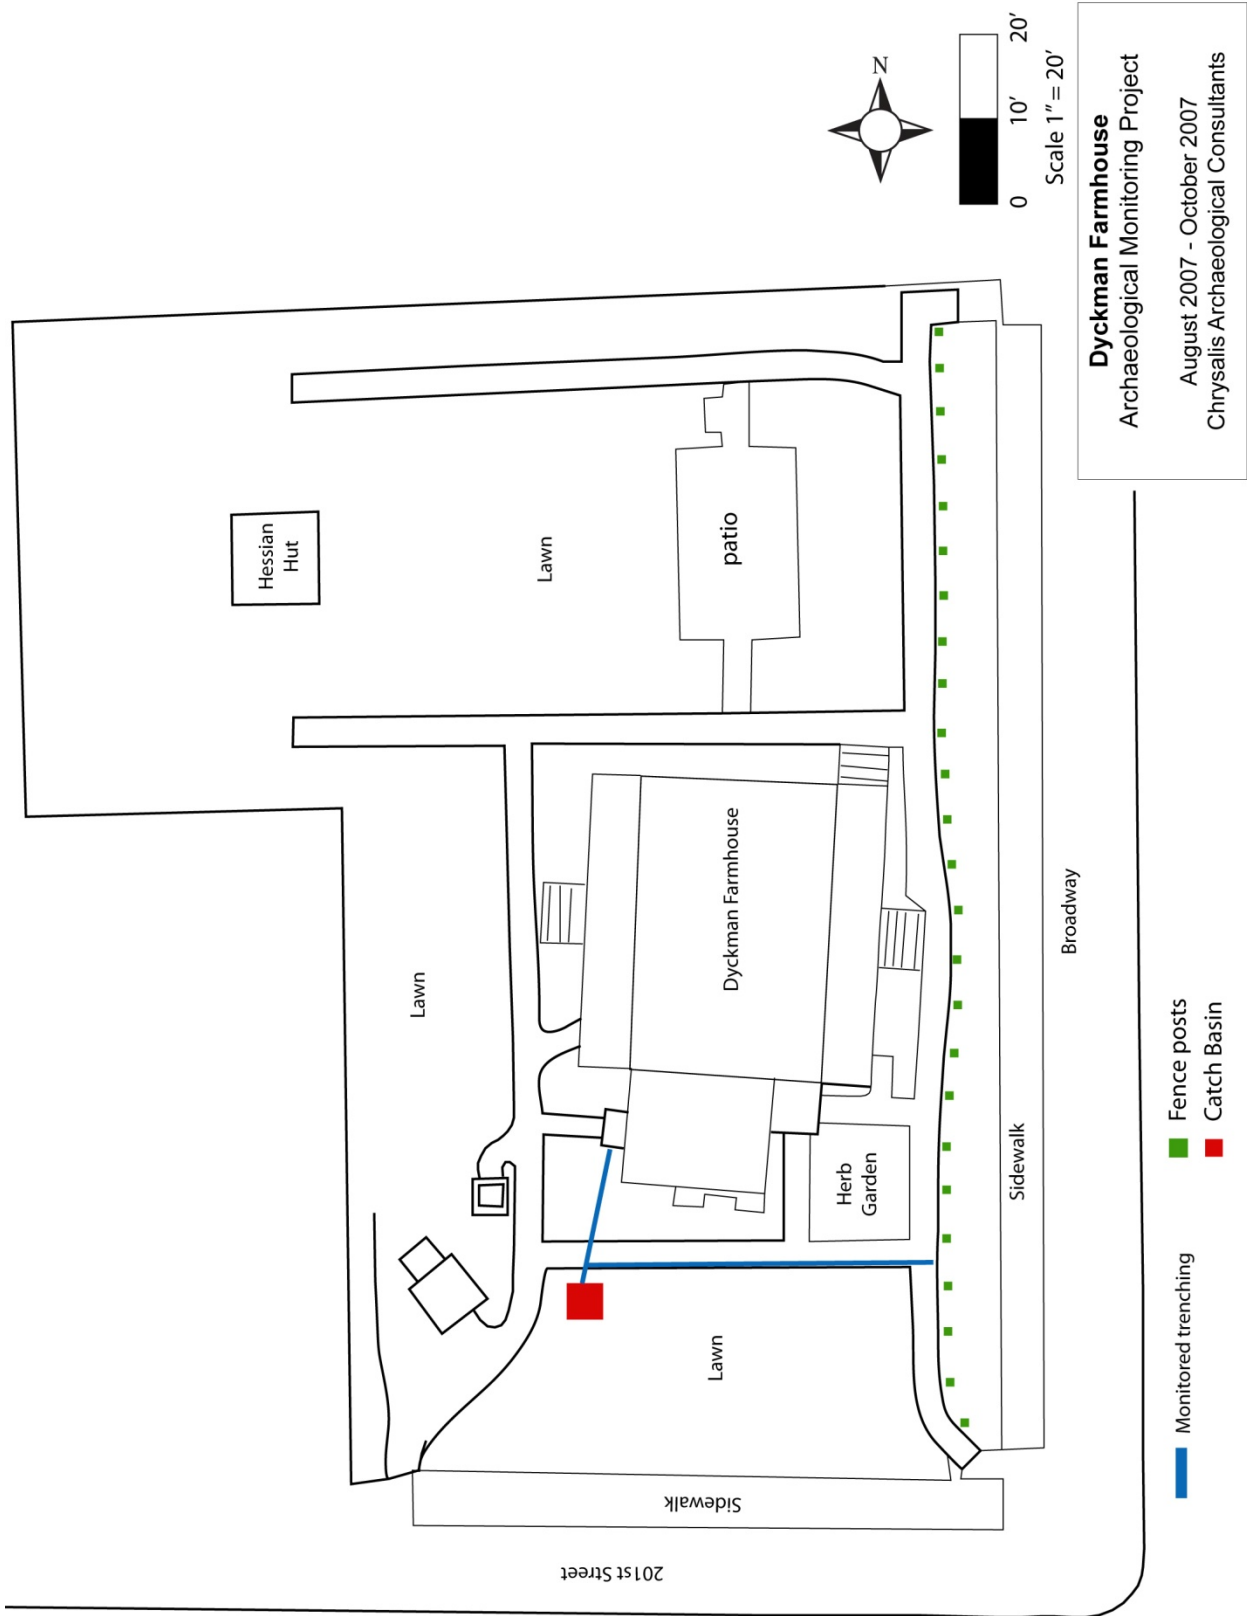 N
0 10' 20'
Scale 1" = 20'
Dyckman Farmhouse
Archaeological Monitoring Project
August 2007 - October 2007
Chrysalis Archaeological Consultants
Hessian
Hut
Lawn
patio
Lawn
Dyckman Farmhouse
Herb
Garden
Lawn
Sidewalk
Broadway
Sidewalk
201st Street
Monitored trenching
Fence posts
Catch Basin